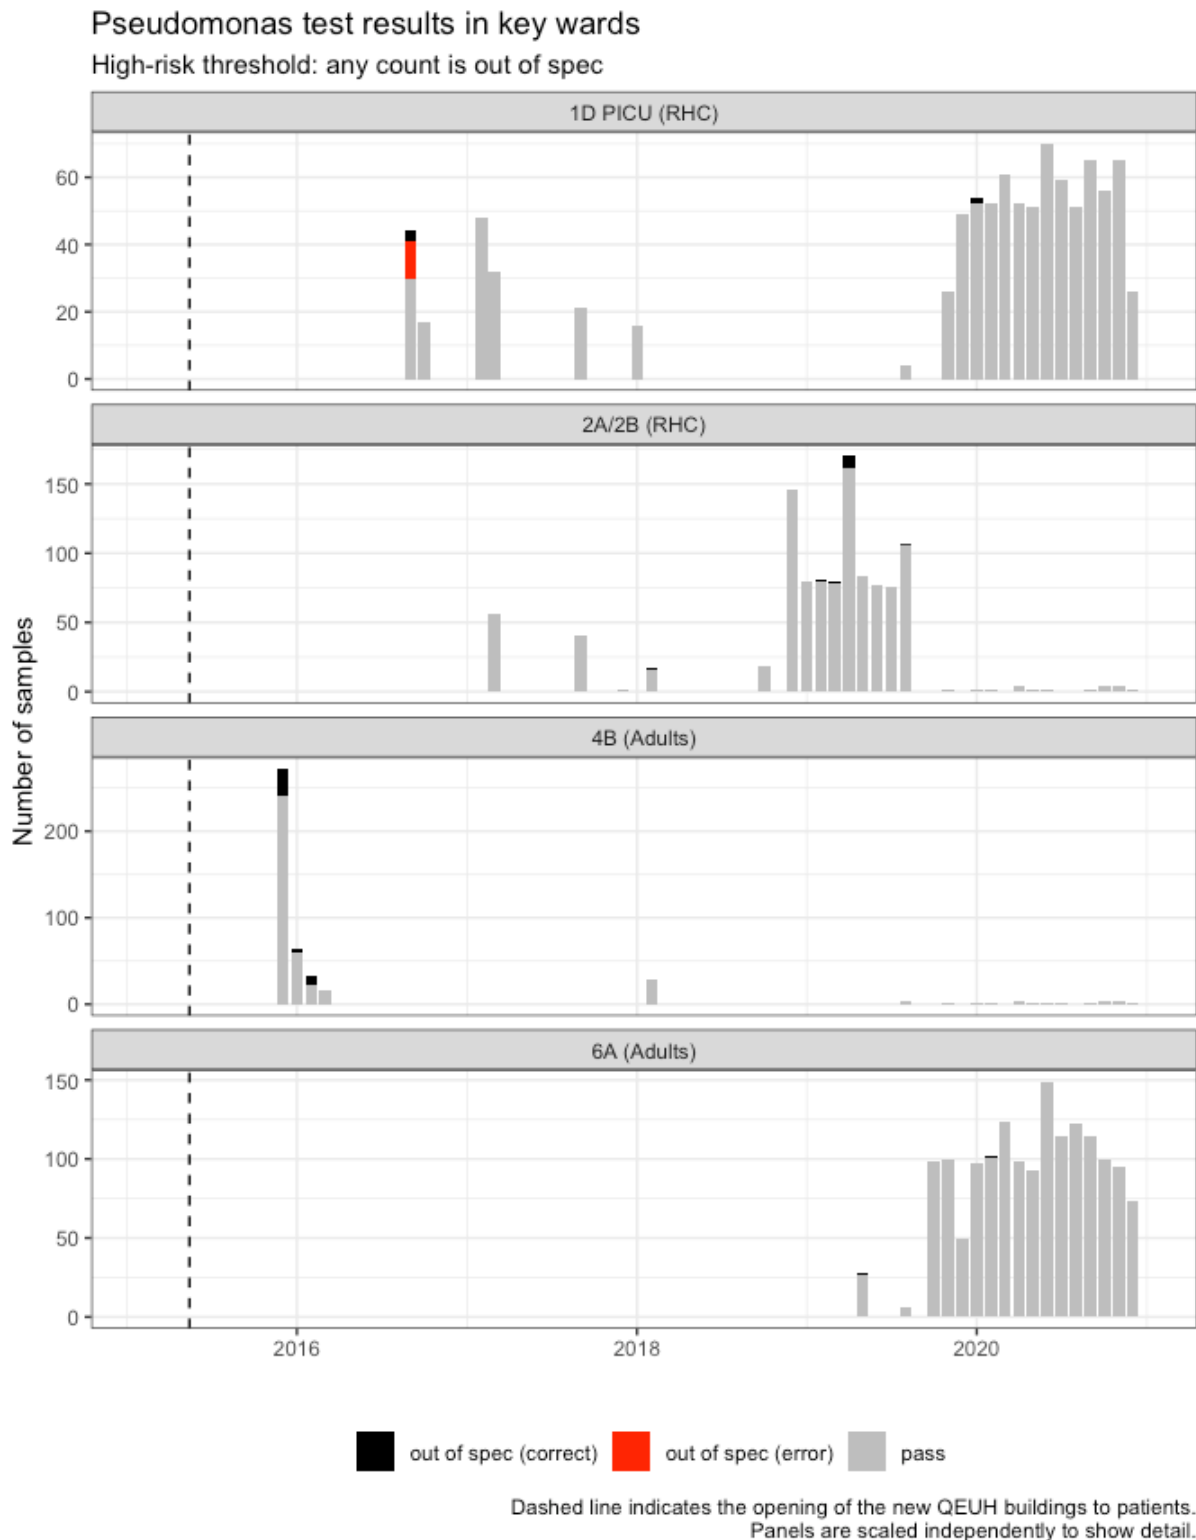 Pseudomonas test results in key wards
High-risk threshold: any count is out of spec
1D PICU (RHC)
60
40
20
0
2A/2B (RHC)
150
100
50
0
4B (Adults)
200
100
0
6A (Adults)
150
100
50
0
Number of samples
2016 2018 2020
out of spec (correct) out of spec (error) pass
Dashed line indicates the opening of the new QEUH buildings to patients.
Panels are scaled independently to show detail.